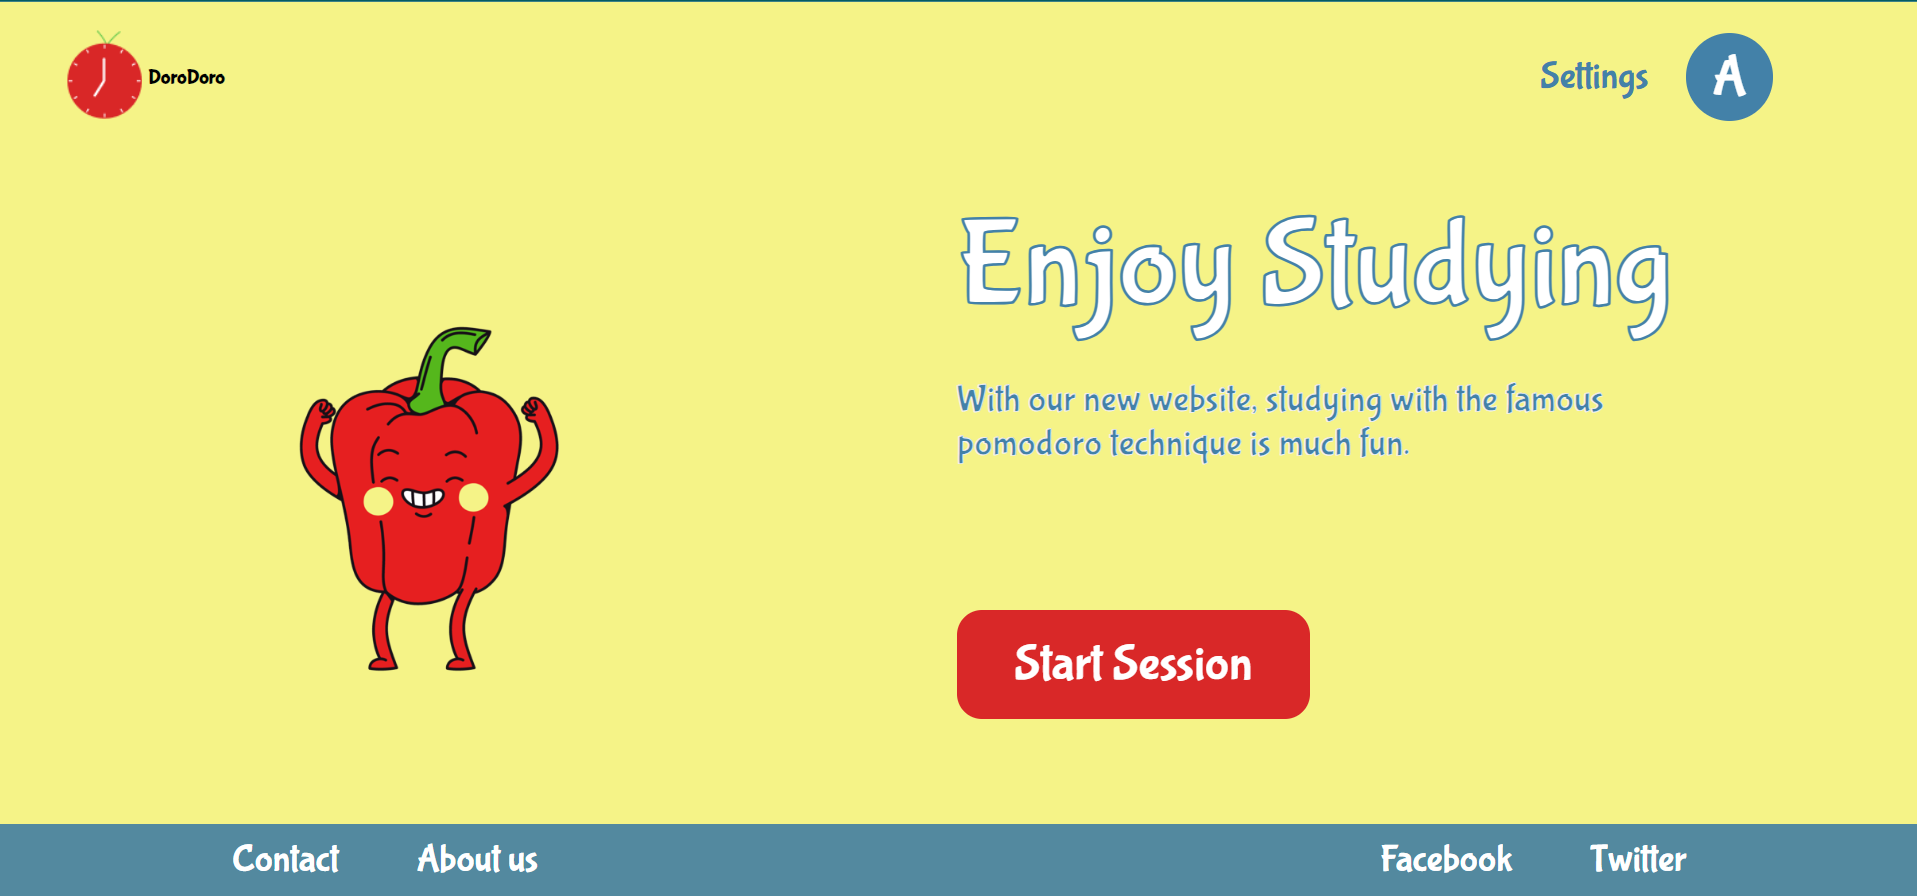 DoroDoro
Settings
A
Enjoy Studying
With our new website, studying with the famous
pomodoro technique is much fun.
Start Session
Contact
About us
Facebook
Twitter